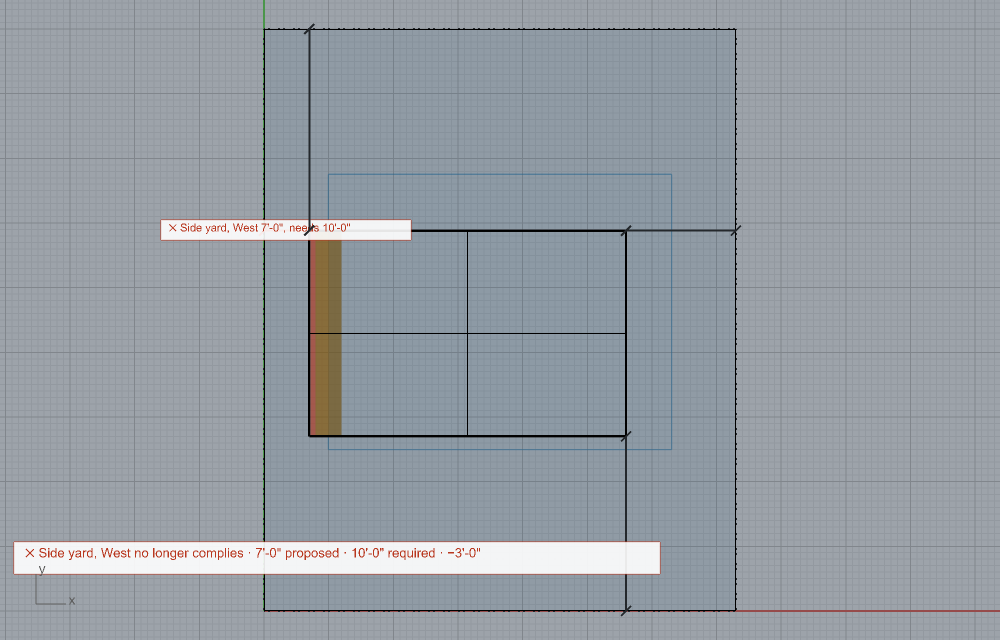 × Side yard, West 7'-0", needs 10'-0"
× Side yard, West no longer complies · 7'-0" proposed · 10'-0" required · −3'-0"
y
x